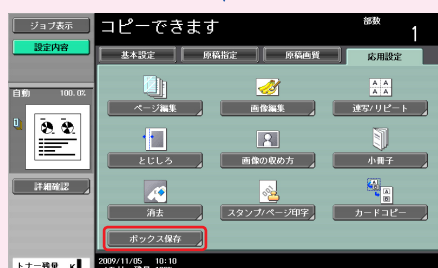 ジョブ表示
コピーできます
部数
1
設定内容
基本設定
原稿指定
原稿画質
応用設定
自動
100.0%
ページ編集
画像編集
連写/リピート
とじしろ
画像の収め方
小冊子
詳細確認
消去
スタンプ/ページ印字
カードコピー
ボックス保存
トナー残量 K
2009/11/05 10:10